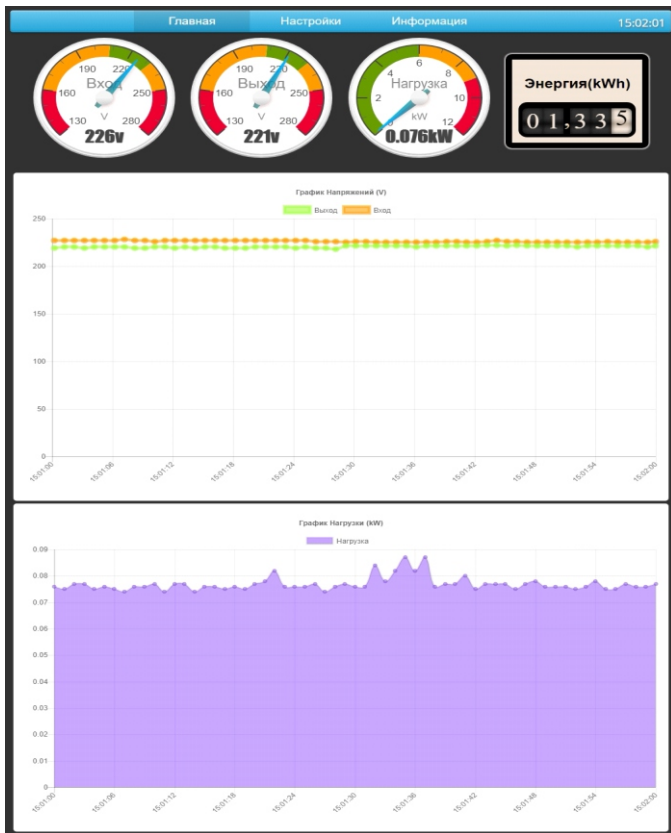 Главная Настройки Информация 15:02:01
190 220
160 250
130 280
Вход
V
226v
190 220
160 250
130 280
Выход
V
221v
4 6 8
2 10
0 12
Нагрузка
kW
0.076kW
Энергия(kWh)
01,335
График Напряжений (V)
Выход Вход
250
200
150
100
50
0
15:01:00 15:01:06 15:01:12 15:01:18 15:01:24 15:01:30 15:01:36 15:01:42 15:01:48 15:01:54 15:02:00
График Нагрузки (kW)
Нагрузка
0.09
0.08
0.07
0.06
0.05
0.04
0.03
0.02
0.01
0
15:01:00 15:01:06 15:01:12 15:01:18 15:01:24 15:01:30 15:01:36 15:01:42 15:01:48 15:01:54 15:02:00